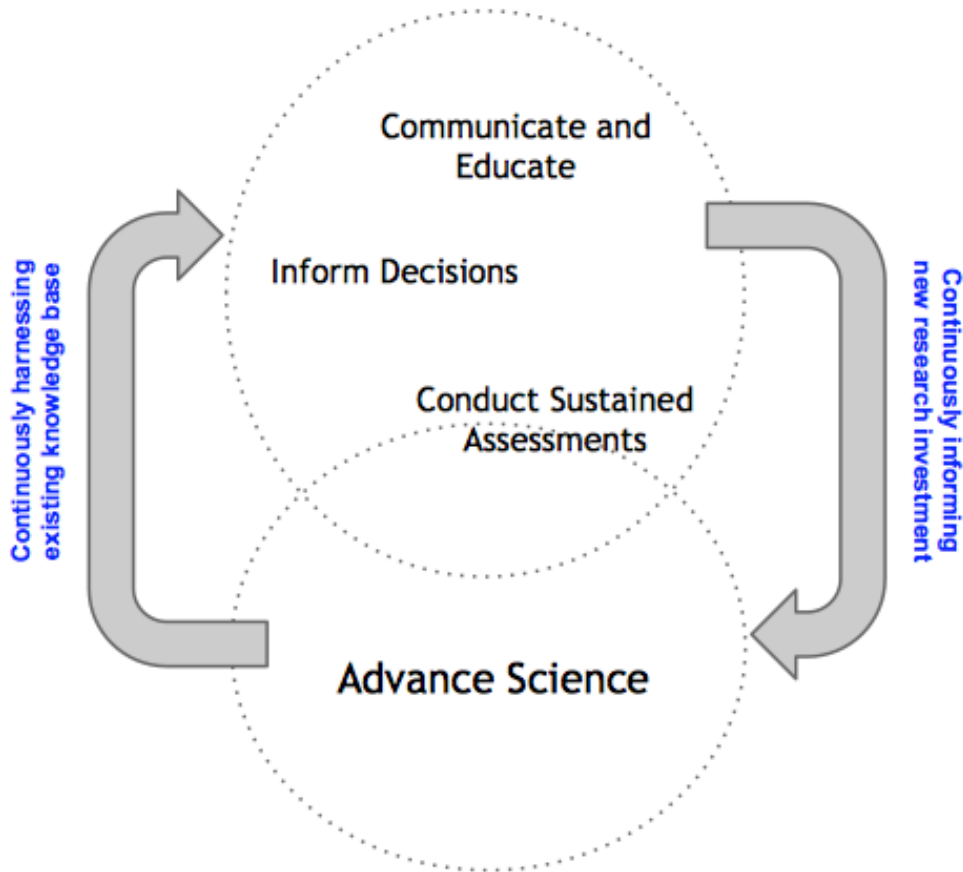 Communicate and
Educate
Inform Decisions
Conduct Sustained
Assessments
Advance Science
Continuously harnessing
existing knowledge base
Continuously informing
new research investment